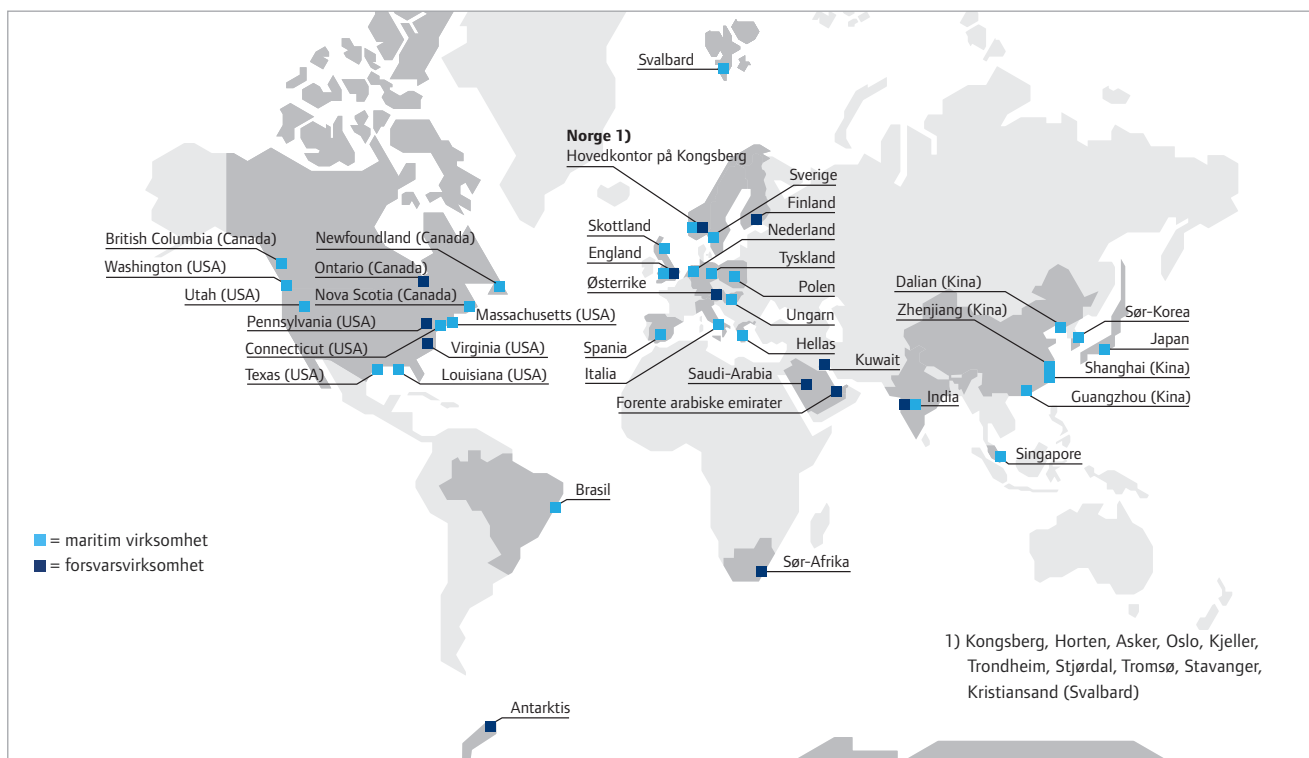 Svalbard
Norge 1)
Hovedkontor på Kongsberg
Sverige
Finland
Skottland
Nederland
England
Tyskland
Østerrike
Polen
Ungarn
Spania
Hellas
Italia
British Columbia (Canada)
Newfoundland (Canada)
Washington (USA)
Ontario (Canada)
Utah (USA)
Nova Scotia (Canada)
Pennsylvania (USA)
Massachusetts (USA)
Connecticut (USA)
Virginia (USA)
Texas (USA)
Louisiana (USA)
Kuwait
Saudi-Arabia
Forente arabiske emirater
Dalian (Kina)
Zhenjiang (Kina)
Sør-Korea
Japan
Shanghai (Kina)
India
Guangzhou (Kina)
Singapore
Brasil
= maritim virksomhet
= forsvarsvirksomhet
Sør-Afrika
1) Kongsberg, Horten, Asker, Oslo, Kjeller,
Trondheim, Stjørdal, Tromsø, Stavanger,
Kristiansand (Svalbard)
Antarktis